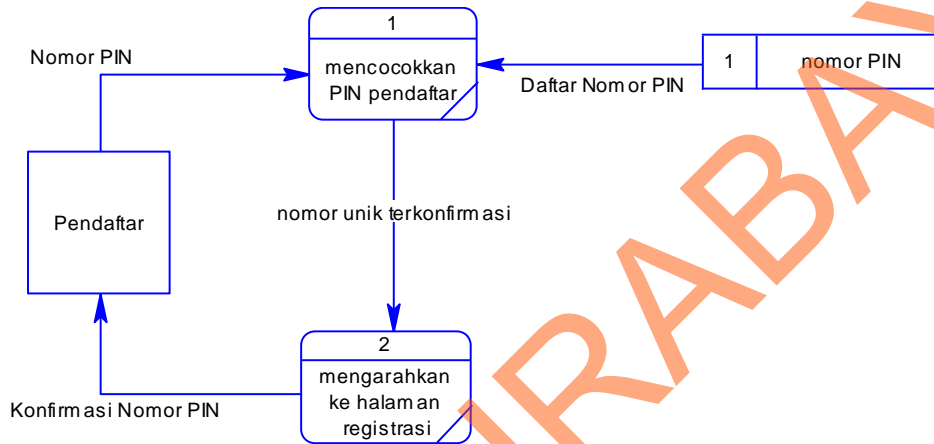 Nomor PIN
1
mencocokkan
PIN pendaftar
1
nomor PIN
Daftar Nomor PIN
Pendaftar
nomor unik terkonfirmasi
2
mengarahkan
ke halaman
registrasi
Konfirmasi Nomor PIN
IRABA